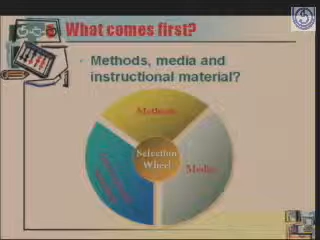 What comes first?
Methods, media and
instructional material?
Methods
Selection
Wheel
Media